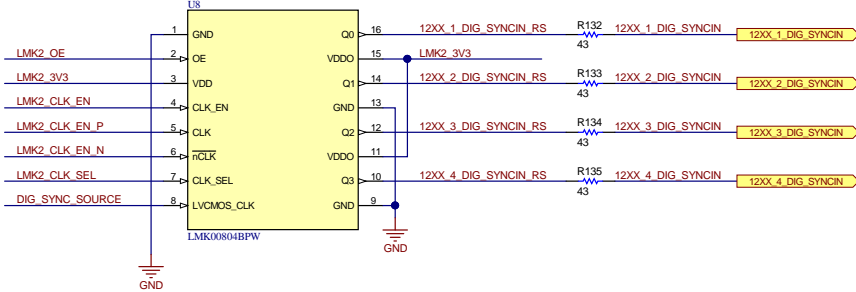 U8
1 GND Q0 16 12XX_1_DIG_SYNCIN_RS R132 43 12XX_1_DIG_SYNCIN 12XX_1_DIG_SYNCIN
LMK2_OE 2 OE VDDO 15 LMK2_3V3
LMK2_3V3 3 VDD Q1 14 12XX_2_DIG_SYNCIN_RS R133 43 12XX_2_DIG_SYNCIN 12XX_2_DIG_SYNCIN
LMK2_CLK_EN 4 CLK_EN GND 13
LMK2_CLK_EN_P 5 CLK Q2 12 12XX_3_DIG_SYNCIN_RS R134 43 12XX_3_DIG_SYNCIN 12XX_3_DIG_SYNCIN
LMK2_CLK_EN_N 6 nCLK VDDO 11
LMK2_CLK_SEL 7 CLK_SEL Q3 10 12XX_4_DIG_SYNCIN_RS R135 43 12XX_4_DIG_SYNCIN 12XX_4_DIG_SYNCIN
DIG_SYNC_SOURCE 8 LVCMOS_CLK GND 9
LMK00804BPW
GND
GND